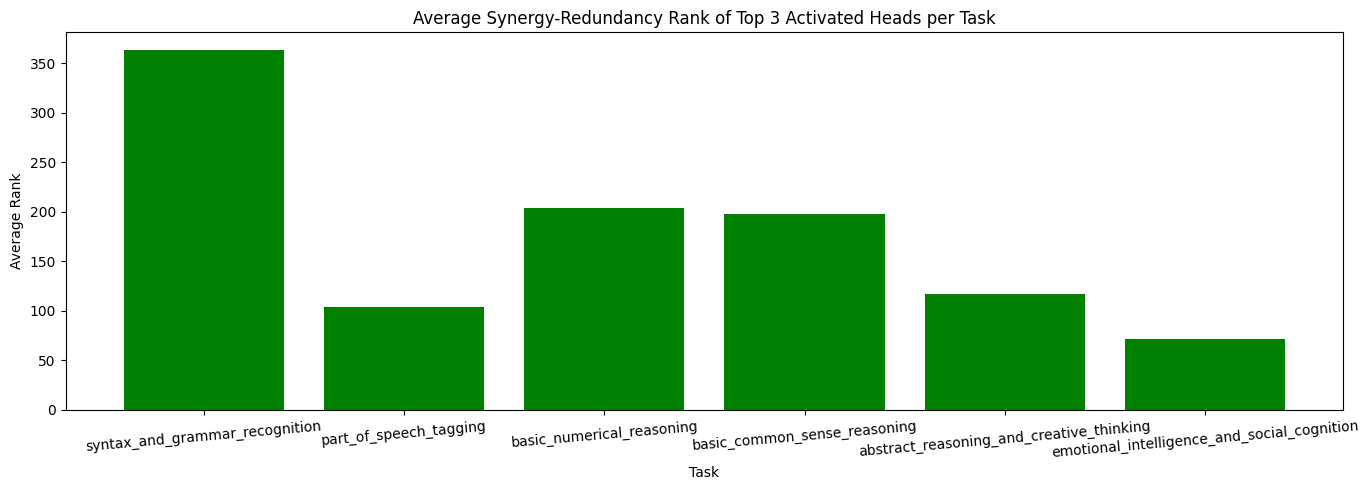 Average Synergy-Redundancy Rank of Top 3 Activated Heads per Task
Average Rank
350
300
250
200
150
100
50
0
syntax_and_grammar_recognition
part_of_speech_tagging
basic_numerical_reasoning
basic_common_sense_reasoning
abstract_reasoning_and_creative_thinking
emotional_intelligence_and_social_cognition
Task